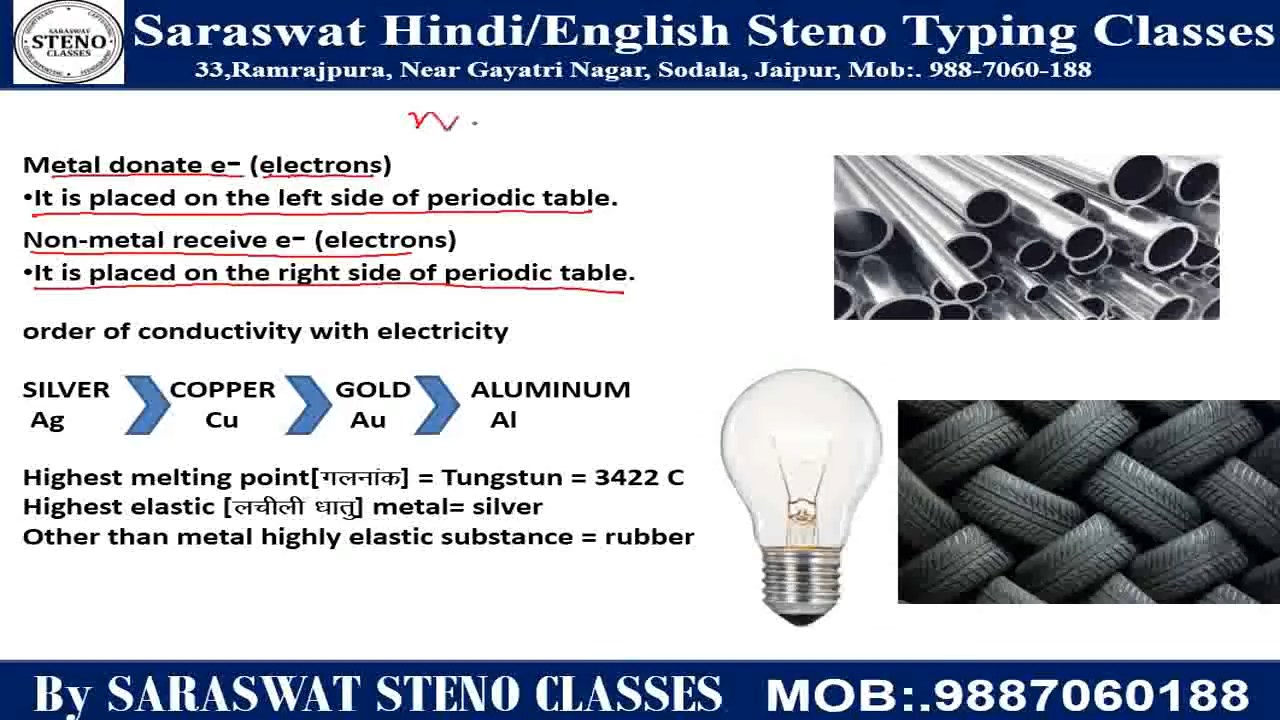 SARASWAT
STENO
CLASSES
Saraswat Hindi/English Steno Typing Classes
33,Ramrajpura, Near Gayatri Nagar, Sodala, Jaipur, Mob:. 988-7060-188
Metal donate e− (electrons)
•It is placed on the left side of periodic table.
Non-metal receive e− (electrons)
•It is placed on the right side of periodic table.
order of conductivity with electricity
SILVER COPPER GOLD ALUMINUM
Ag Cu Au Al
Highest melting point[गलनांक] = Tungstun = 3422 C
Highest elastic [लचीली धातु] metal= silver
Other than metal highly elastic substance = rubber
By SARASWAT STENO CLASSES MOB:.9887060188